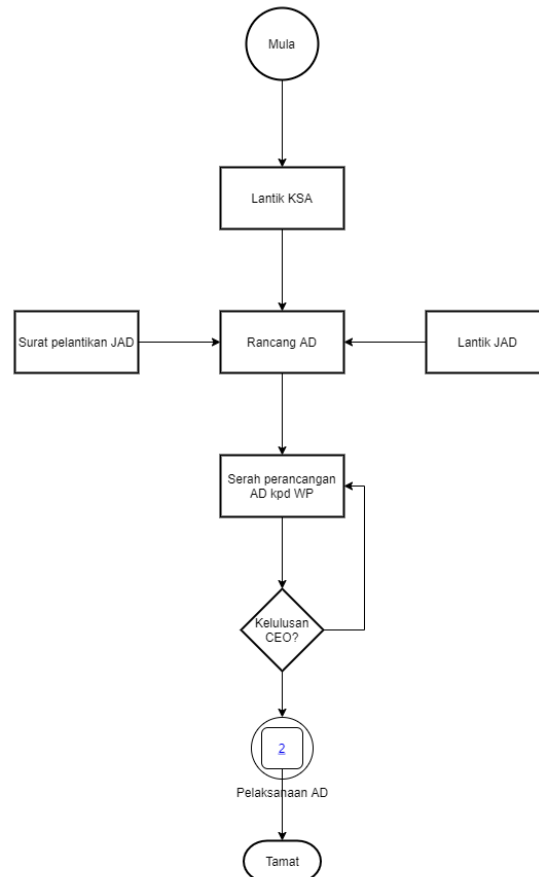 Mula
Lantik KSA
Surat pelantikan JAD
Rancang AD
Lantik JAD
Serah perancangan
AD kpd WP
Kelulusan
CEO?
2
Pelaksanaan AD
Tamat